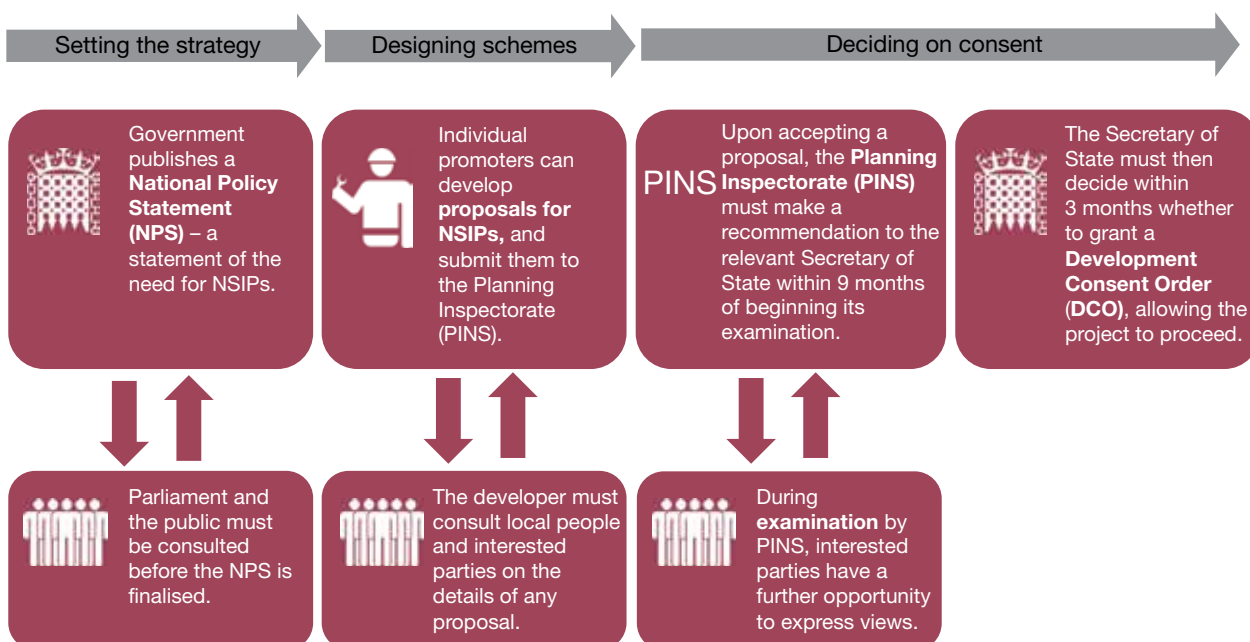 Setting the strategy
Designing schemes
Deciding on consent
Government
publishes a
National Policy
Statement
(NPS) – a
statement of the
need for NSIPs.
Individual
promoters can
develop
proposals for
NSIPs, and
submit them to
the Planning
Inspectorate
(PINS).
PINS
Upon accepting a
proposal, the Planning
Inspectorate (PINS)
must make a
recommendation to the
relevant Secretary of
State within 9 months
of beginning its
examination.
The Secretary of
State must then
decide within
3 months whether
to grant a
Development
Consent Order
(DCO), allowing the
project to proceed.
Parliament and
the public must
be consulted
before the NPS is
finalised.
The developer must
consult local people
and interested
parties on the
details of any
proposal.
During
examination by
PINS, interested
parties have a
further opportunity
to express views.